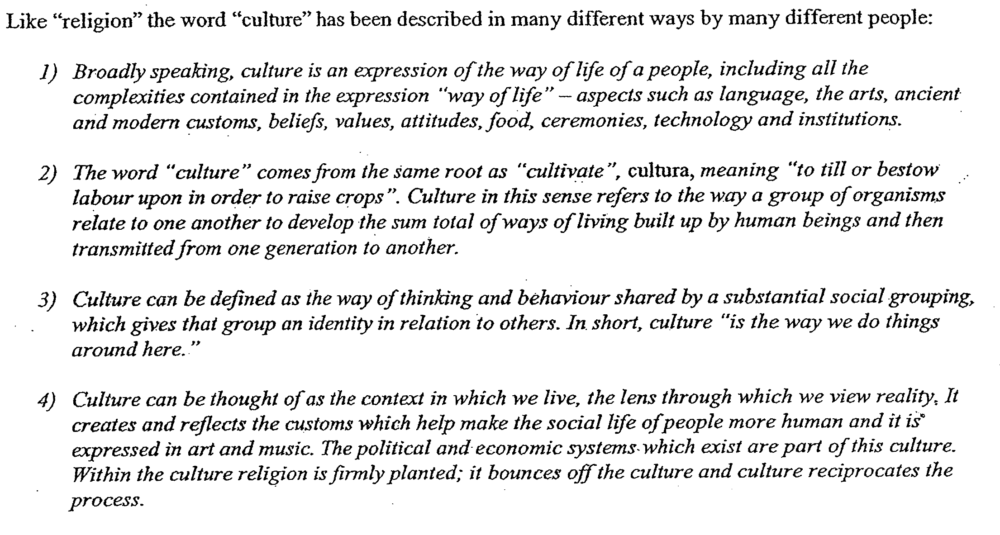 Like “religion” the word “culture” has been described in many different ways by many different people:
1) Broadly speaking, culture is an expression of the way of life of a people, including all the
complexities contained in the expression “way of life” – aspects such as language, the arts, ancient
and modern customs, beliefs, values, attitudes, food, ceremonies, technology and institutions.
2) The word “culture” comes from the same root as “cultivate”, cultura, meaning “to till or bestow
labour upon in order to raise crops”. Culture in this sense refers to the way a group of organisms
relate to one another to develop the sum total of ways of living built up by human beings and then
transmitted from one generation to another.
3) Culture can be defined as the way of thinking and behaviour shared by a substantial social grouping,
which gives that group an identity in relation to others. In short, culture “is the way we do things
around here.”
4) Culture can be thought of as the context in which we live, the lens through which we view reality. It
creates and reflects the customs which help make the social life of people more human and it is
expressed in art and music. The political and economic systems which exist are part of this culture.
Within the culture religion is firmly planted; it bounces off the culture and culture reciprocates the
process.